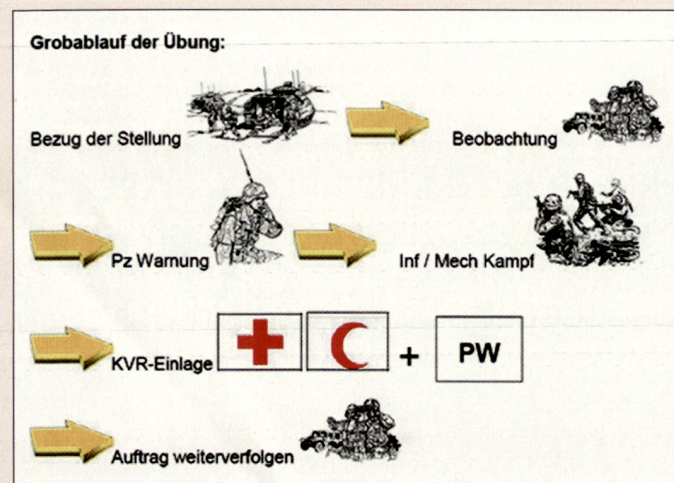 Grobablauf der Übung:
Bezug der Stellung
Beobachtung
Pz Warnung
Inf / Mech Kampf
KVR-Einlage
+ PW
Auftrag weiterverfolgen